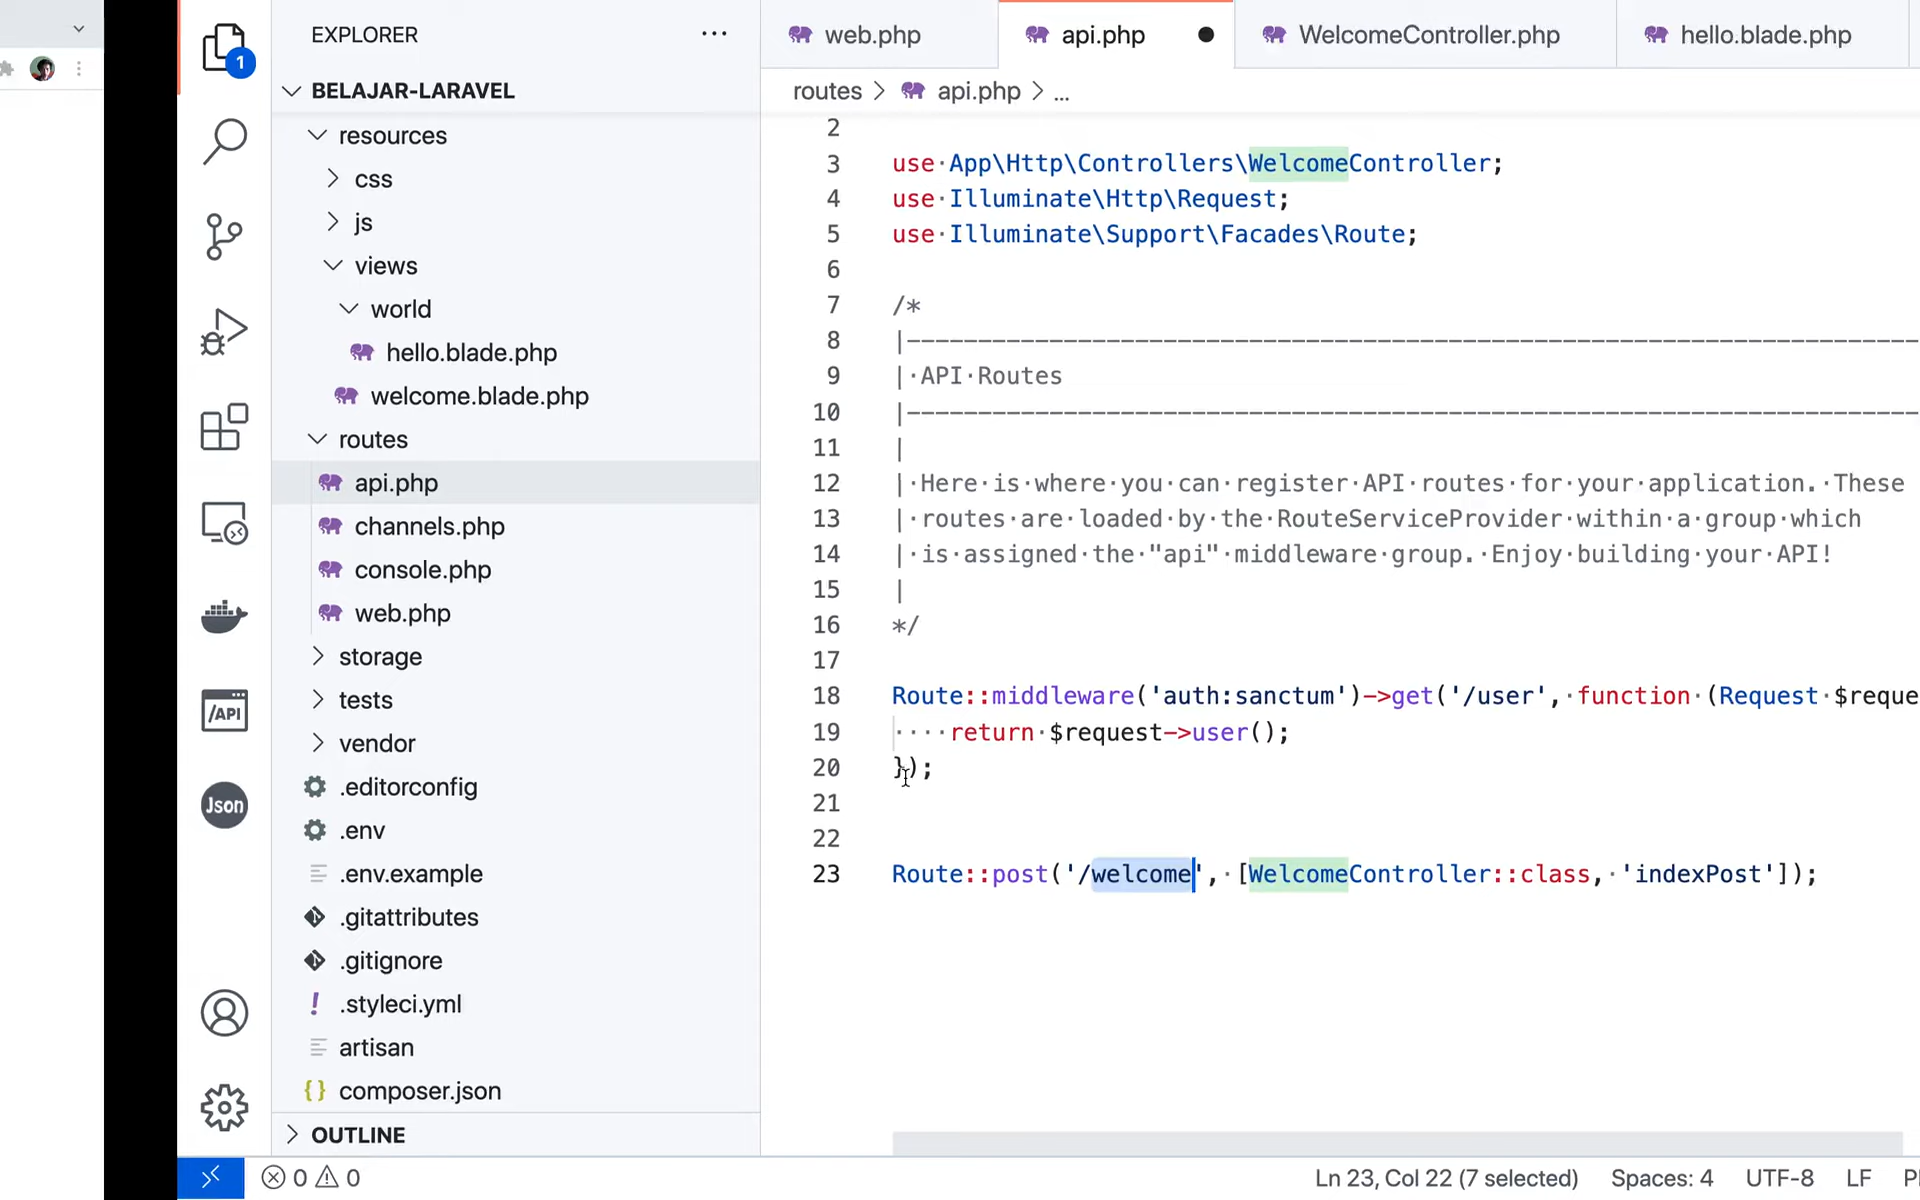 1
EXPLORER
BELAJAR-LARAVEL
resources
css
js
views
world
hello.blade.php
welcome.blade.php
routes
api.php
channels.php
console.php
web.php
storage
tests
vendor
.editorconfig
.env
.env.example
.gitattributes
.gitignore
.styleci.yml
artisan
composer.json
OUTLINE
/API
Json
web.php
api.php
WelcomeController.php
hello.blade.php
routes > api.php > ...
2
3 use App\Http\Controllers\WelcomeController;
4 use Illuminate\Http\Request;
5 use Illuminate\Support\Facades\Route;
6
7 /*
8 |--------------------------------------------------------------------------
9 | API Routes
10 |--------------------------------------------------------------------------
11 |
12 | Here is where you can register API routes for your application. These
13 | routes are loaded by the RouteServiceProvider within a group which
14 | is assigned the "api" middleware group. Enjoy building your API!
15 |
16 */
17
18 Route::middleware('auth:sanctum')->get('/user', function (Request $reque
19 return $request->user();
20 });
21
22
23 Route::post('/welcome', [WelcomeController::class, 'indexPost']);
0 0
Ln 23, Col 22 (7 selected) Spaces: 4 UTF-8 LF